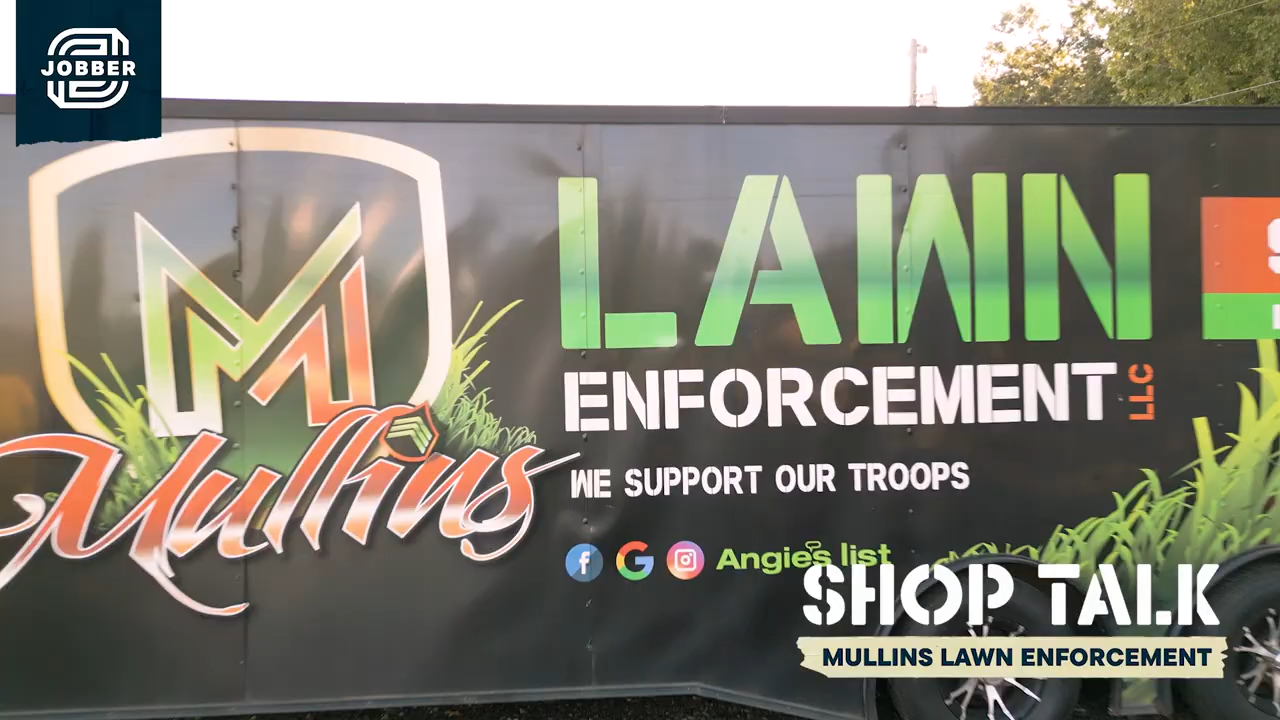 JOBBER
M
Mullins
LAWN
ENFORCEMENT LLC
WE SUPPORT OUR TROOPS
f G Angie's list
SHOP TALK
MULLINS LAWN ENFORCEMENT